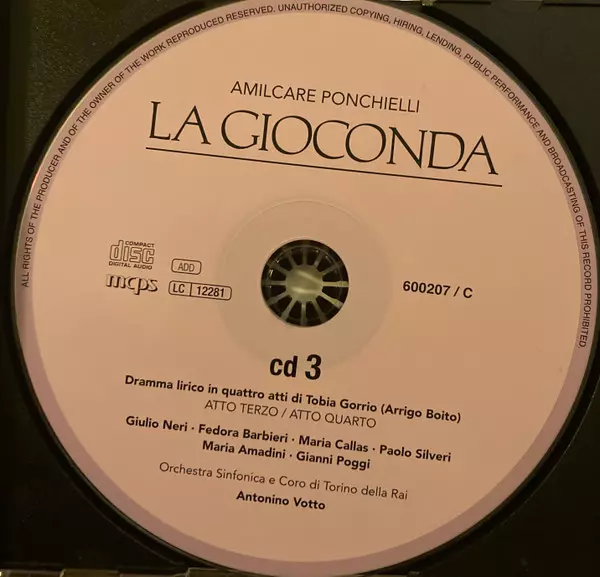 ALL RIGHTS OF THE PRODUCER AND OF THE OWNER OF THE WORK REPRODUCED RESERVED. UNAUTHORIZED COPYING, HIRING, LENDING, PUBLIC PERFORMANCE AND BROADCASTING OF THIS RECORD PROHIBITED.
AMILCARE PONCHIELLI
LA GIOCONDA
COMPACT
disc
DIGITAL AUDIO
ADD
mcps
LC 12281
600207 / C
cd 3
Dramma lirico in quattro atti di Tobia Gorrio (Arrigo Boito)
ATTO TERZO / ATTO QUARTO
Giulio Neri · Fedora Barbieri · Maria Callas · Paolo Silveri
Maria Amadini · Gianni Poggi
Orchestra Sinfonica e Coro di Torino della Rai
Antonino Votto